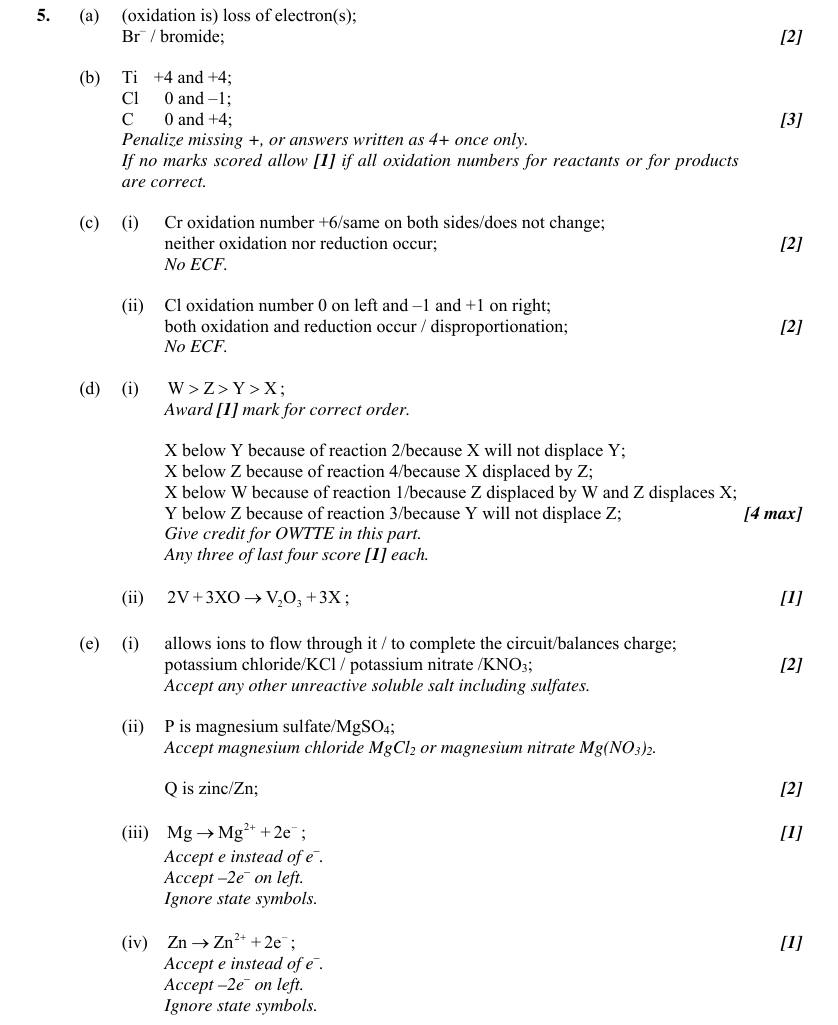 5. (a) (oxidation is) loss of electron(s);
Br⁻ / bromide; [2]
(b) Ti +4 and +4;
Cl 0 and –1;
C 0 and +4; [3]
Penalize missing +, or answers written as 4+ once only.
If no marks scored allow [1] if all oxidation numbers for reactants or for products
are correct.
(c) (i) Cr oxidation number +6/same on both sides/does not change;
neither oxidation nor reduction occur; [2]
No ECF.
(ii) Cl oxidation number 0 on left and –1 and +1 on right;
both oxidation and reduction occur / disproportionation; [2]
No ECF.
(d) (i) W > Z > Y > X ;
Award [1] mark for correct order.
X below Y because of reaction 2/because X will not displace Y;
X below Z because of reaction 4/because X displaced by Z;
X below W because of reaction 1/because Z displaced by W and Z displaces X;
Y below Z because of reaction 3/because Y will not displace Z; [4 max]
Give credit for OWTTE in this part.
Any three of last four score [1] each.
(ii) 2V + 3XO → V₂O₃ + 3X ; [1]
(e) (i) allows ions to flow through it / to complete the circuit/balances charge;
potassium chloride/KCl / potassium nitrate /KNO₃; [2]
Accept any other unreactive soluble salt including sulfates.
(ii) P is magnesium sulfate/MgSO₄;
Accept magnesium chloride MgCl₂ or magnesium nitrate Mg(NO₃)₂.
Q is zinc/Zn; [2]
(iii) Mg → Mg²⁺ + 2e⁻ ; [1]
Accept e instead of e⁻.
Accept –2e⁻ on left.
Ignore state symbols.
(iv) Zn → Zn²⁺ + 2e⁻ ; [1]
Accept e instead of e⁻.
Accept –2e⁻ on left.
Ignore state symbols.